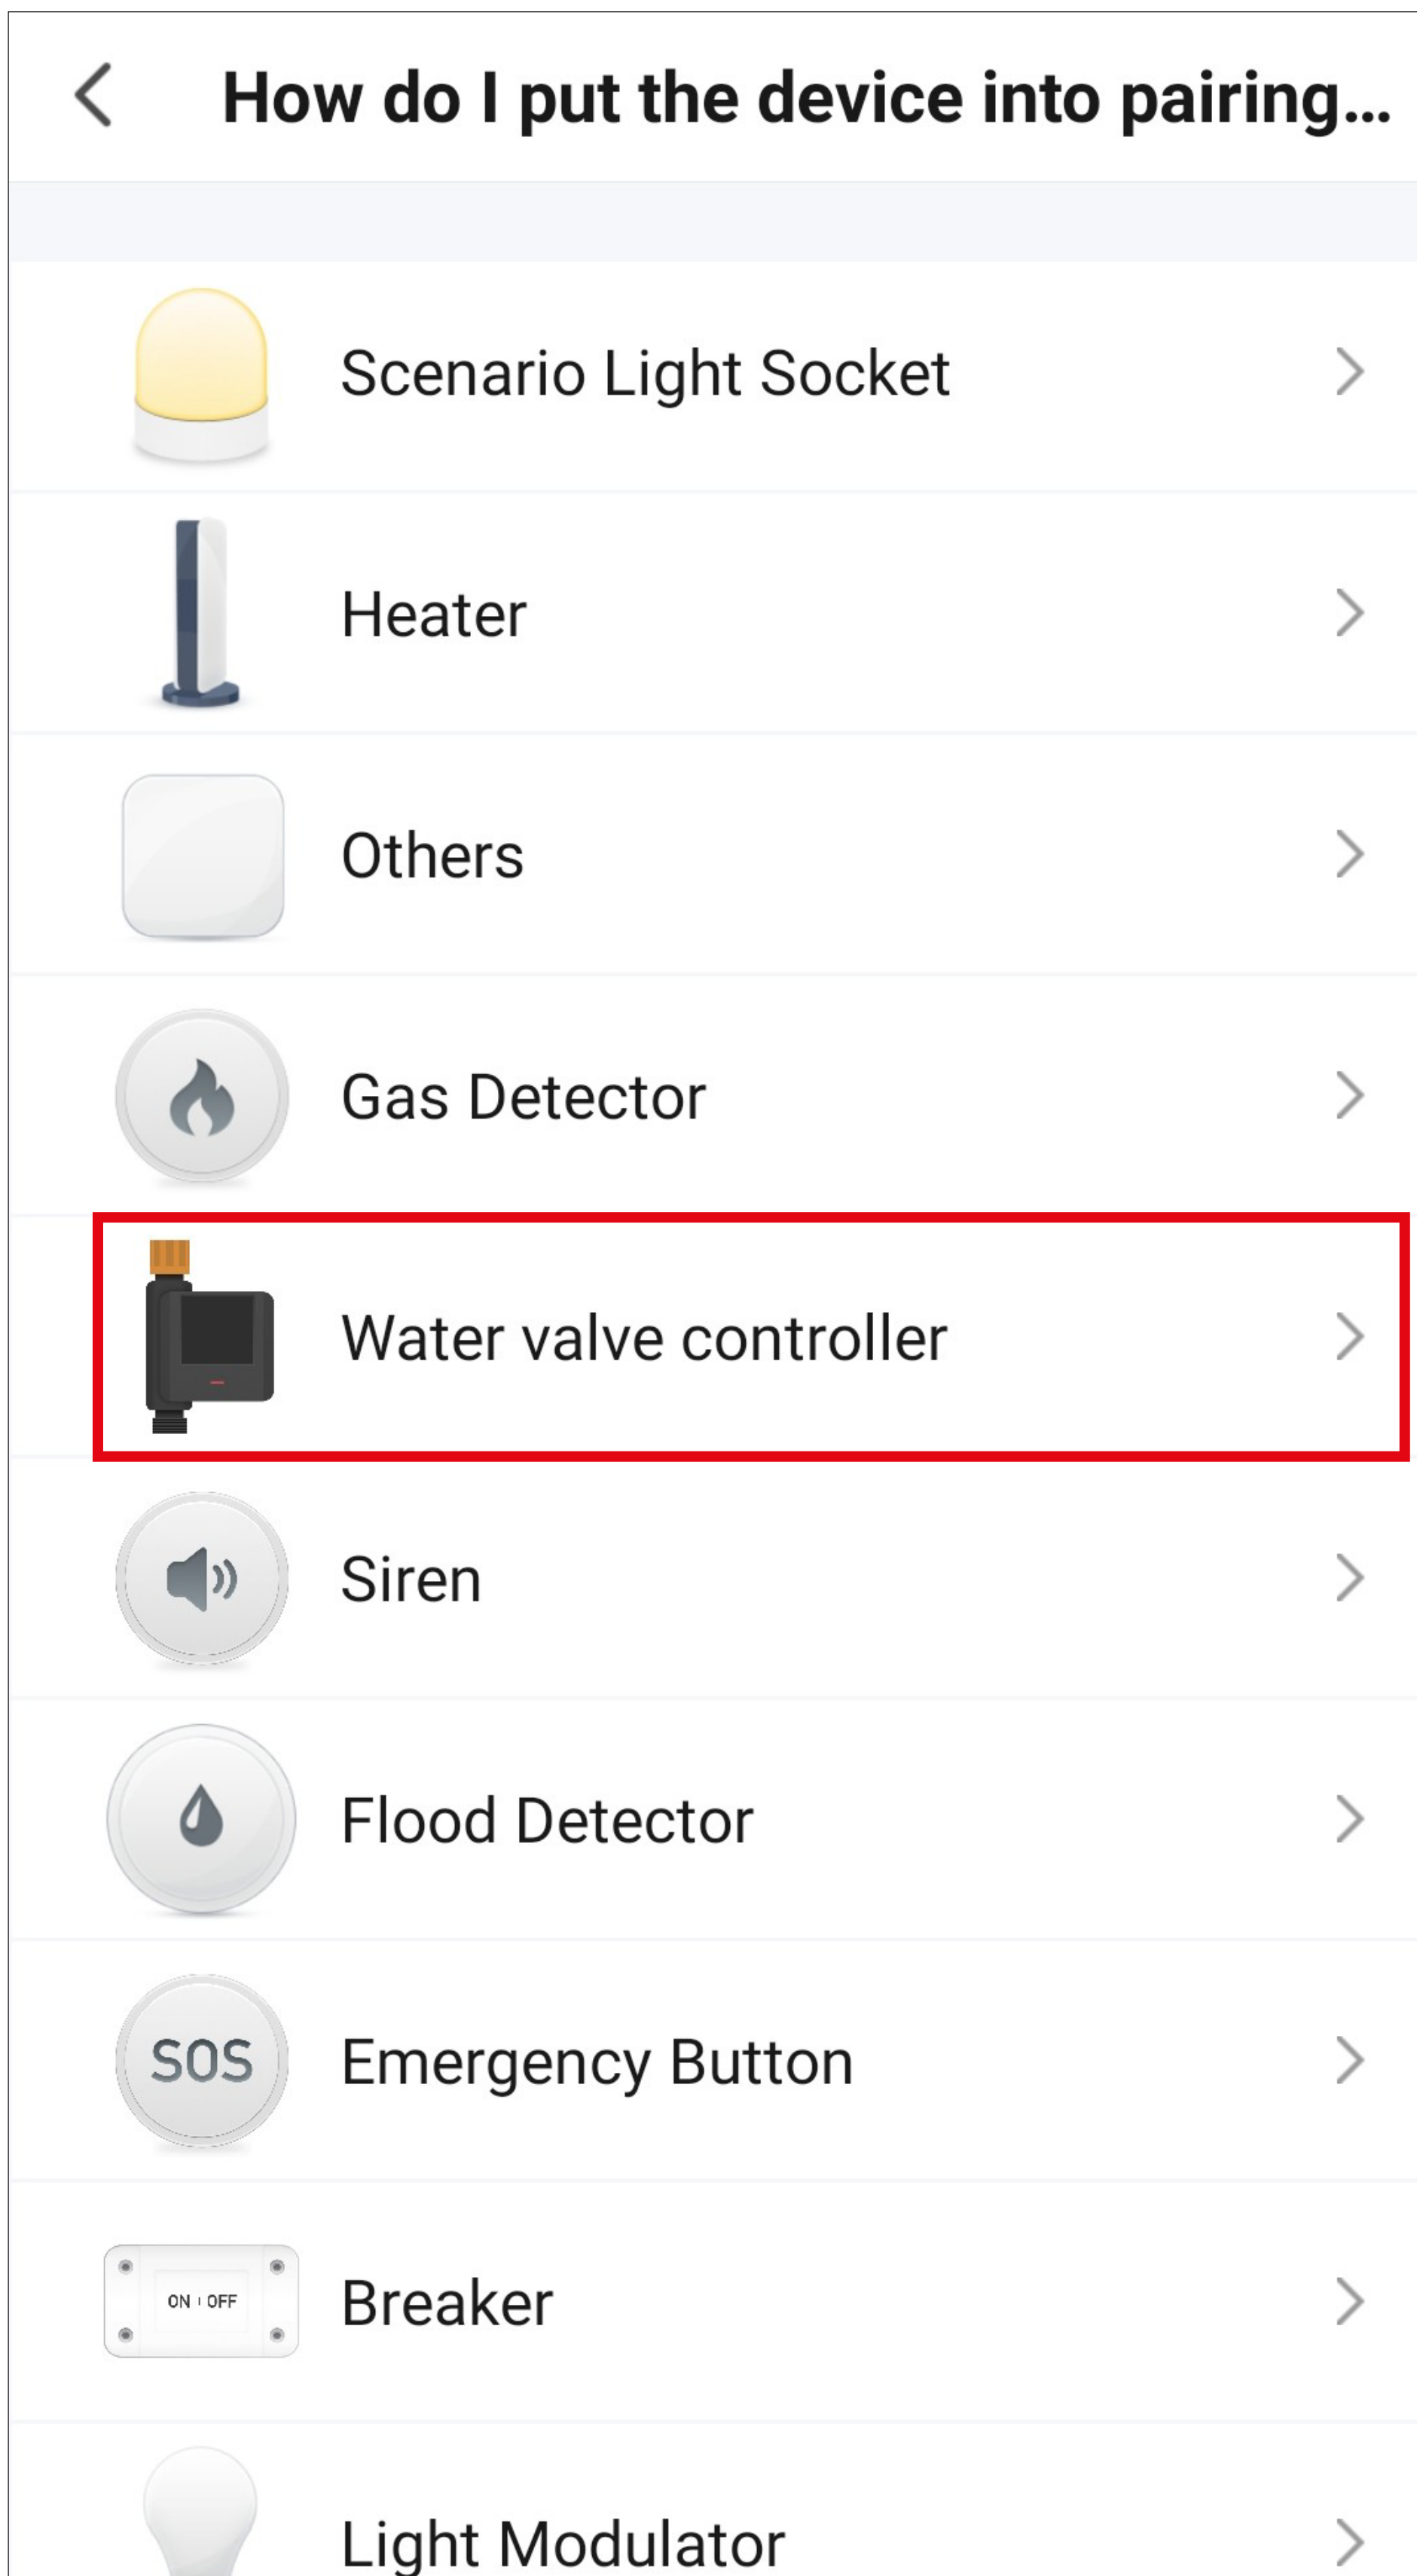 How do I put the device into pairing...
Scenario Light Socket
Heater
Others
Gas Detector
Water valve controller
Siren
Flood Detector
SOS
Emergency Button
ON OFF
Breaker
Light Modulator